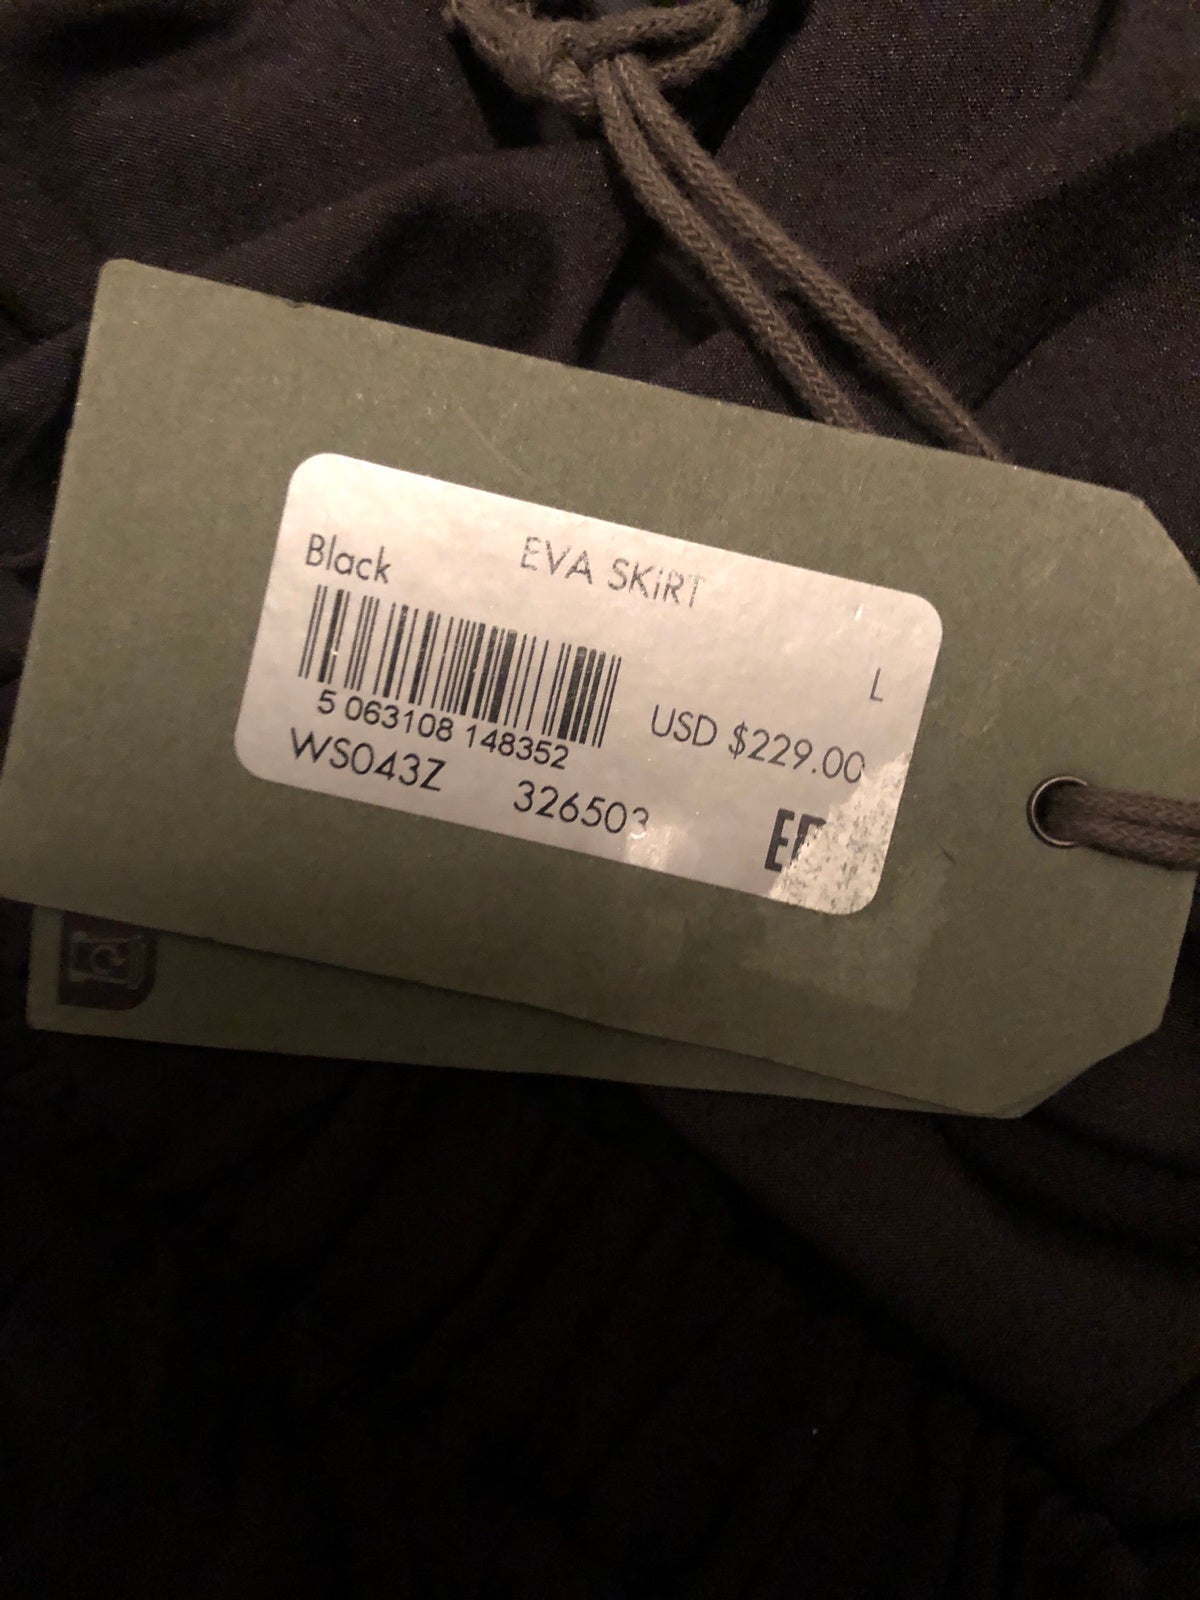 Black EVA SKIRT
L
5 063108 148352
USD $229.00
WS043Z 326503